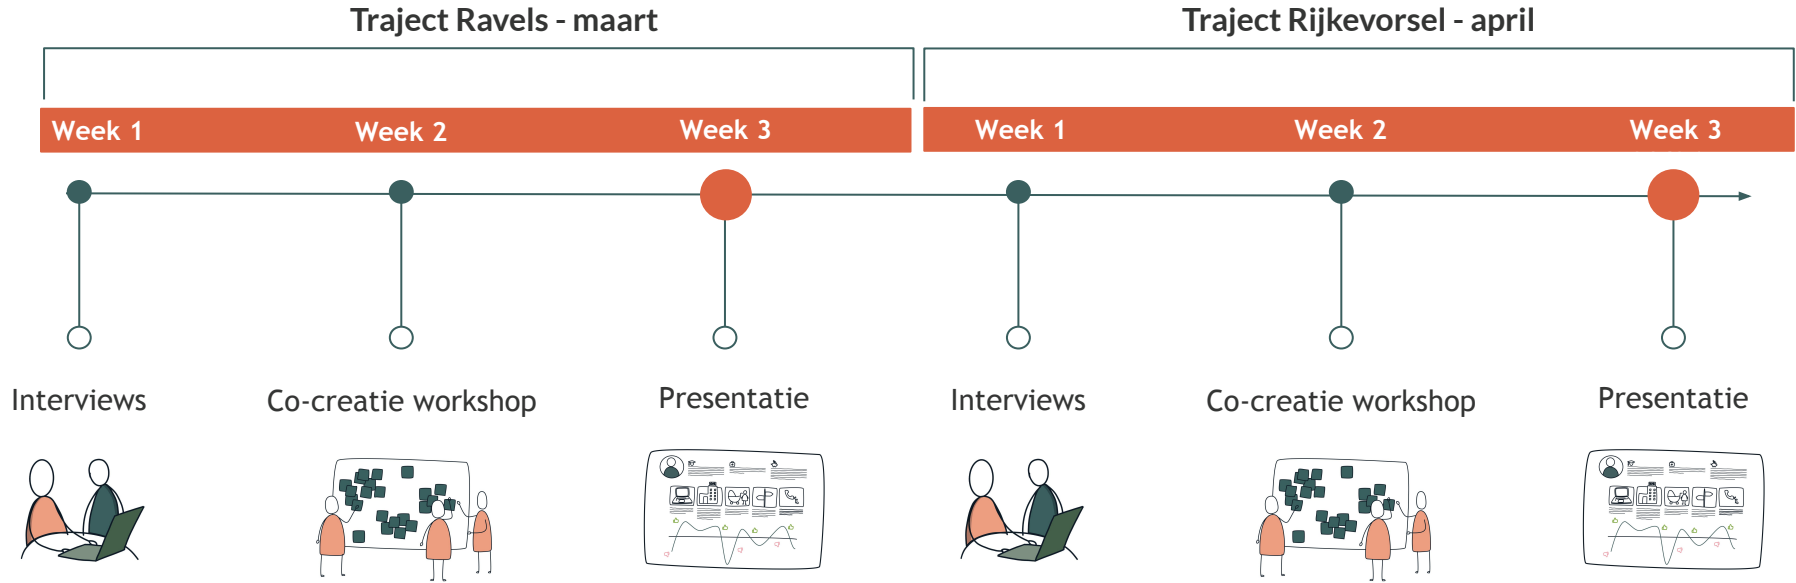 Traject Ravels - maart
Traject Rijkevorsel - april
Week 1
Week 2
Week 3
Week 1
Week 2
Week 3
Interviews
Co-creatie workshop
Presentatie
Interviews
Co-creatie workshop
Presentatie